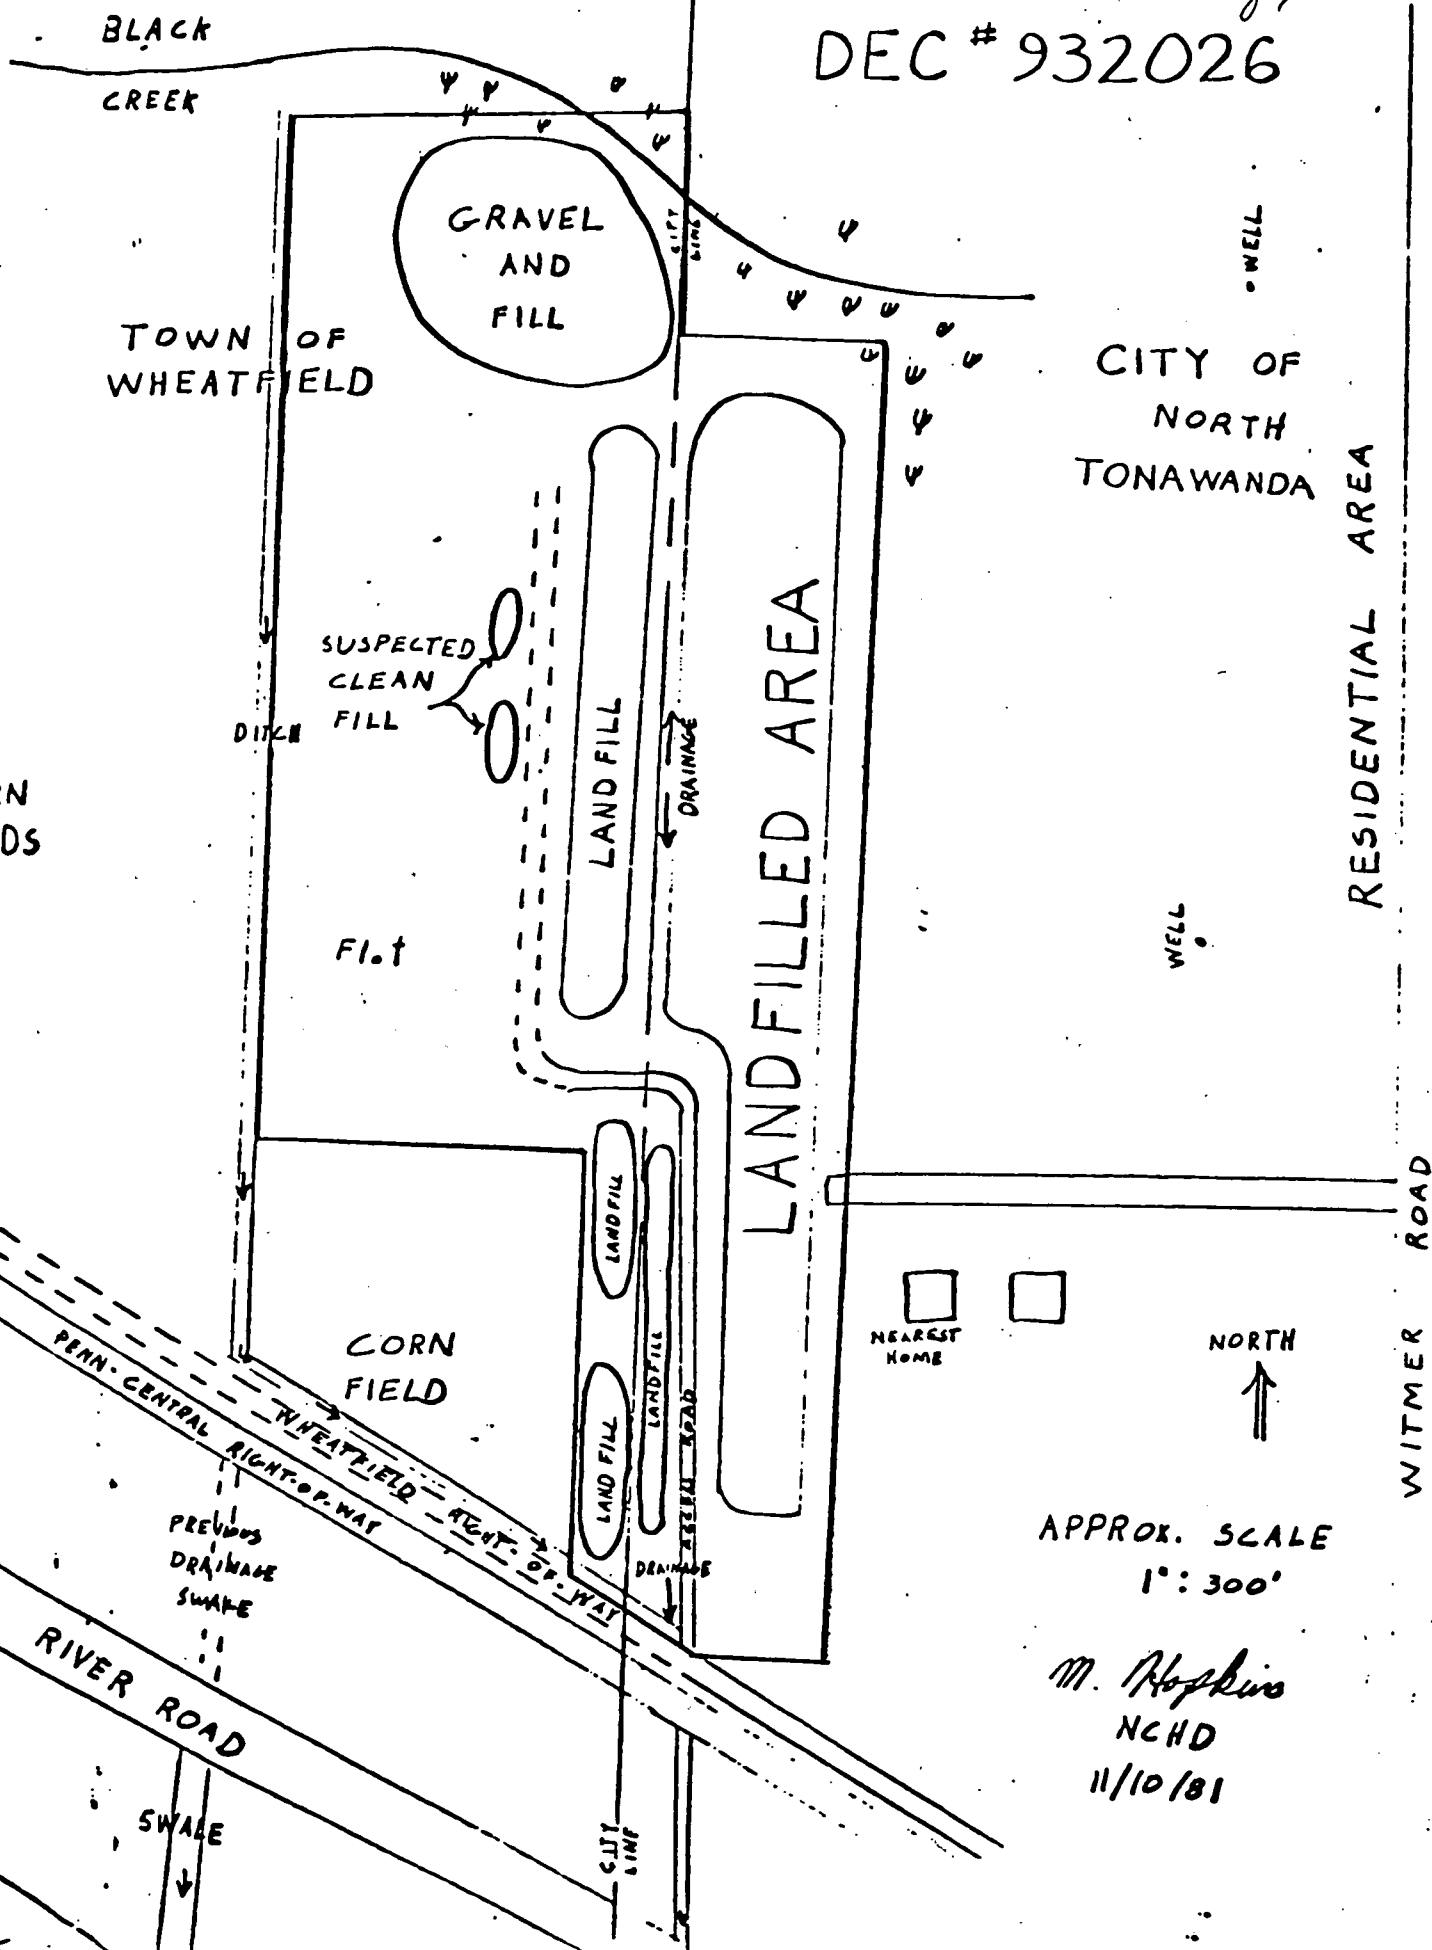 BLACK
CREEK
DEC # 932026
GRAVEL
AND
FILL
CITY
LINE
WELL
TOWN OF
WHEATFIELD
CITY OF
NORTH
TONAWANDA
RESIDENTIAL AREA
SUSPECTED
CLEAN
FILL
DITCH
LANDFILL
DRAINAGE
LANDFILLED AREA
DS
WELL
LANDFILL
LANDFILL
LAND FILL
ACCESS ROAD
DRAINAGE
CORN
FIELD
NEAREST
HOME
NORTH
WITMER ROAD
PENN-CENTRAL RIGHT-OF-WAY
WHEATFIELD RIGHT-OF-WAY
PREVIOUS
DRAINAGE
SWALE
APPROX. SCALE
1": 300'
M. Hopkins
NCHD
11/10/81
RIVER ROAD
SWALE
CITY
LINE